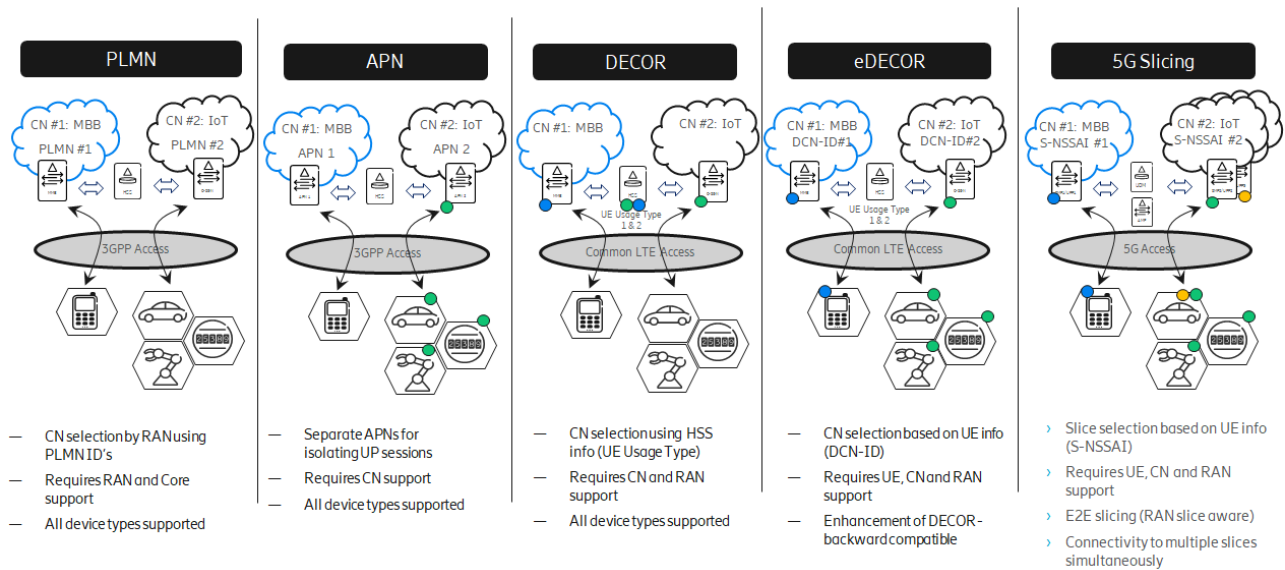 PLMN
CN #1: MBB
PLMN #1
CN #2: IoT
PLMN #2
3GPP Access
— CN selection by RAN using
PLMN ID's
— Requires RAN and Core
support
— All device types supported
APN
CN #1: MBB
APN 1
CN #2: IoT
APN 2
3GPP Access
— Separate APNs for
isolating UP sessions
— Requires CN support
— All device types supported
DECOR
CN #1: MBB
CN #2: IoT
UE Usage Type
1 & 2
Common LTE Access
— CN selection using HSS
info (UE Usage Type)
— Requires CN and RAN
support
— All device types supported
eDECOR
CN #1: MBB
DCN-ID#1
CN #2: IoT
DCN-ID#2
UE Usage Type
1 & 2
Common LTE Access
— CN selection based on UE info
(DCN-ID)
— Requires UE, CN and RAN
support
— Enhancement of DECOR -
backward compatible
5G Slicing
CN #1: MBB
S-NSSAI #1
CN #2: IoT
S-NSSAI #2
5G Access
› Slice selection based on UE info
(S-NSSAI)
› Requires UE, CN and RAN
support
› E2E slicing (RAN slice aware)
› Connectivity to multiple slices
simultaneously